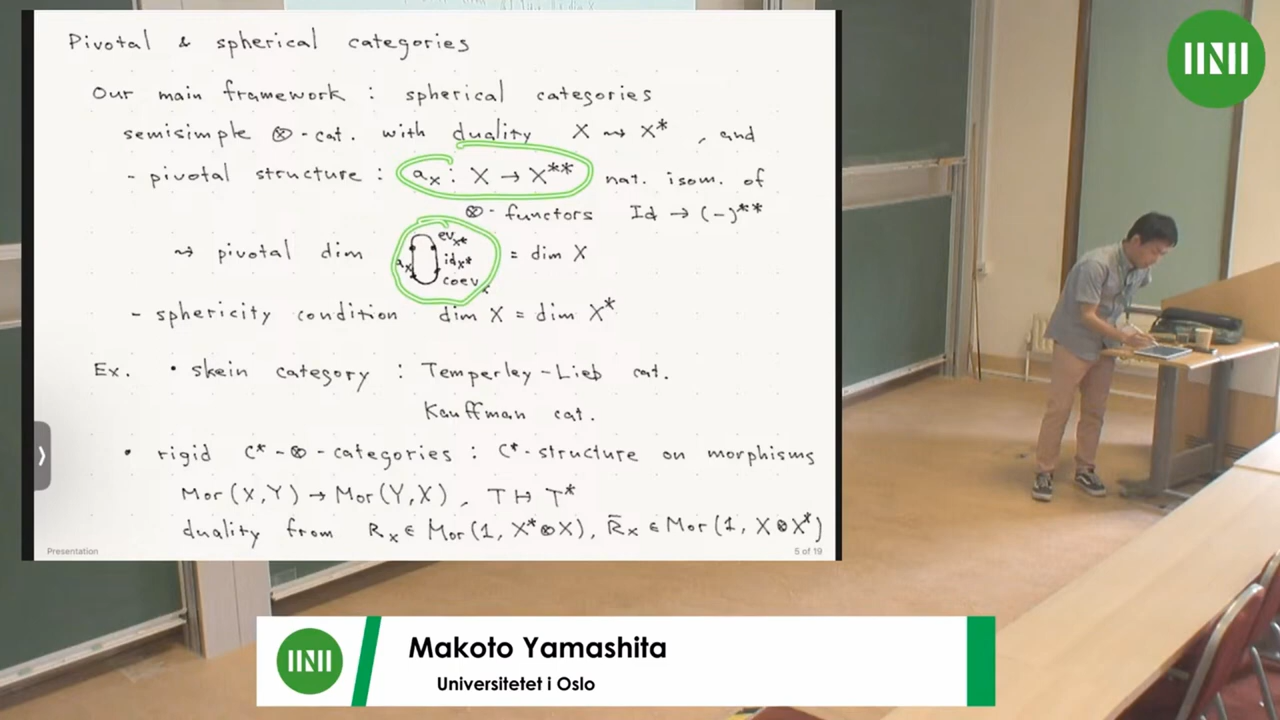 Pivotal & spherical categories
Our main framework : spherical categories
semisimple ⊗-cat. with duality X ⇝ X* , and
- pivotal structure : a_X : X → X** nat. isom. of
⊗-functors Id → (-)**
⇝ pivotal dim a_X ev_X* id_X* coev_X = dim X
- sphericity condition dim X = dim X*
Ex. • skein category : Temperley-Lieb cat.
Kauffman cat.
• rigid C*-⊗-categories : C*-structure on morphisms
Mor(X,Y) → Mor(Y,X), T ↦ T*
duality from R_X ∈ Mor(1, X*⊗X), R̄_X ∈ Mor(1, X⊗X*)
Presentation
5 of 19
Makoto Yamashita
Universitetet i Oslo